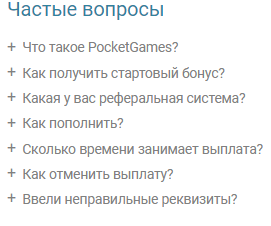 Частые вопросы
+ Что такое PocketGames?
+ Как получить стартовый бонус?
+ Какая у вас реферальная система?
+ Как пополнить?
+ Сколько времени занимает выплата?
+ Как отменить выплату?
+ Ввели неправильные реквизиты?